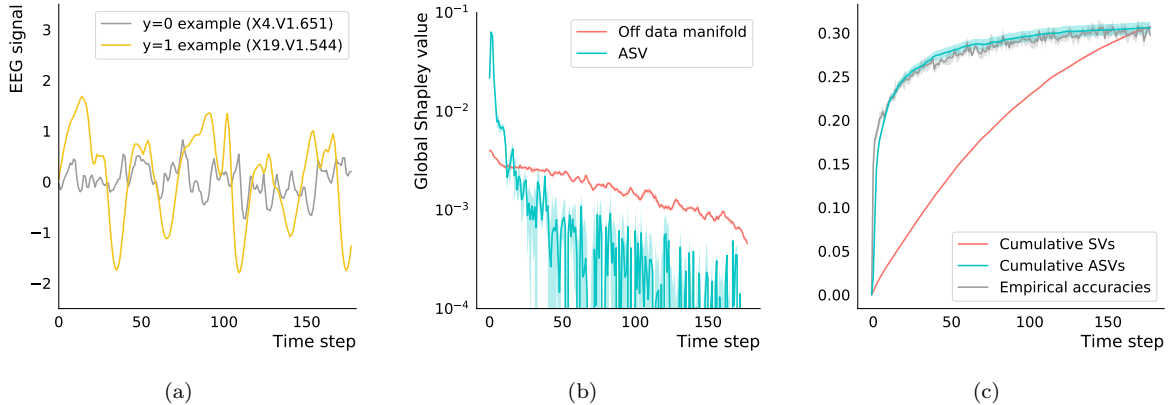 EEG signal
3
2
1
0
−1
−2
0
50
100
150
Time step
y=0 example (X4.V1.651)
y=1 example (X19.V1.544)
(a)
Global Shapley value
10⁻¹
10⁻²
10⁻³
10⁻⁴
0
50
100
150
Time step
Off data manifold
ASV
(b)
0.30
0.25
0.20
0.15
0.10
0.05
0.00
0
50
100
150
Time step
Cumulative SVs
Cumulative ASVs
Empirical accuracies
(c)